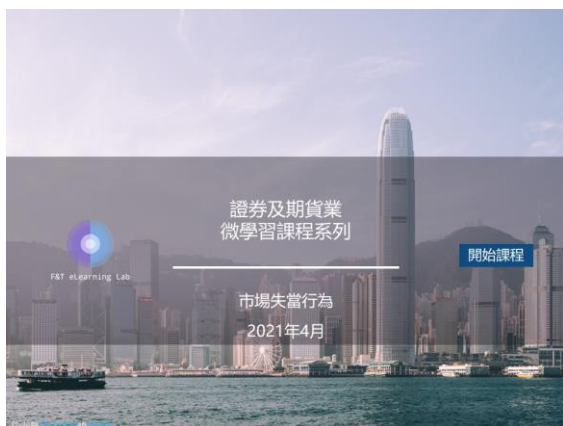 證券及期貨業
微學習課程系列
開始課程
F&T eLearning Lab
市場失當行為
2021年4月